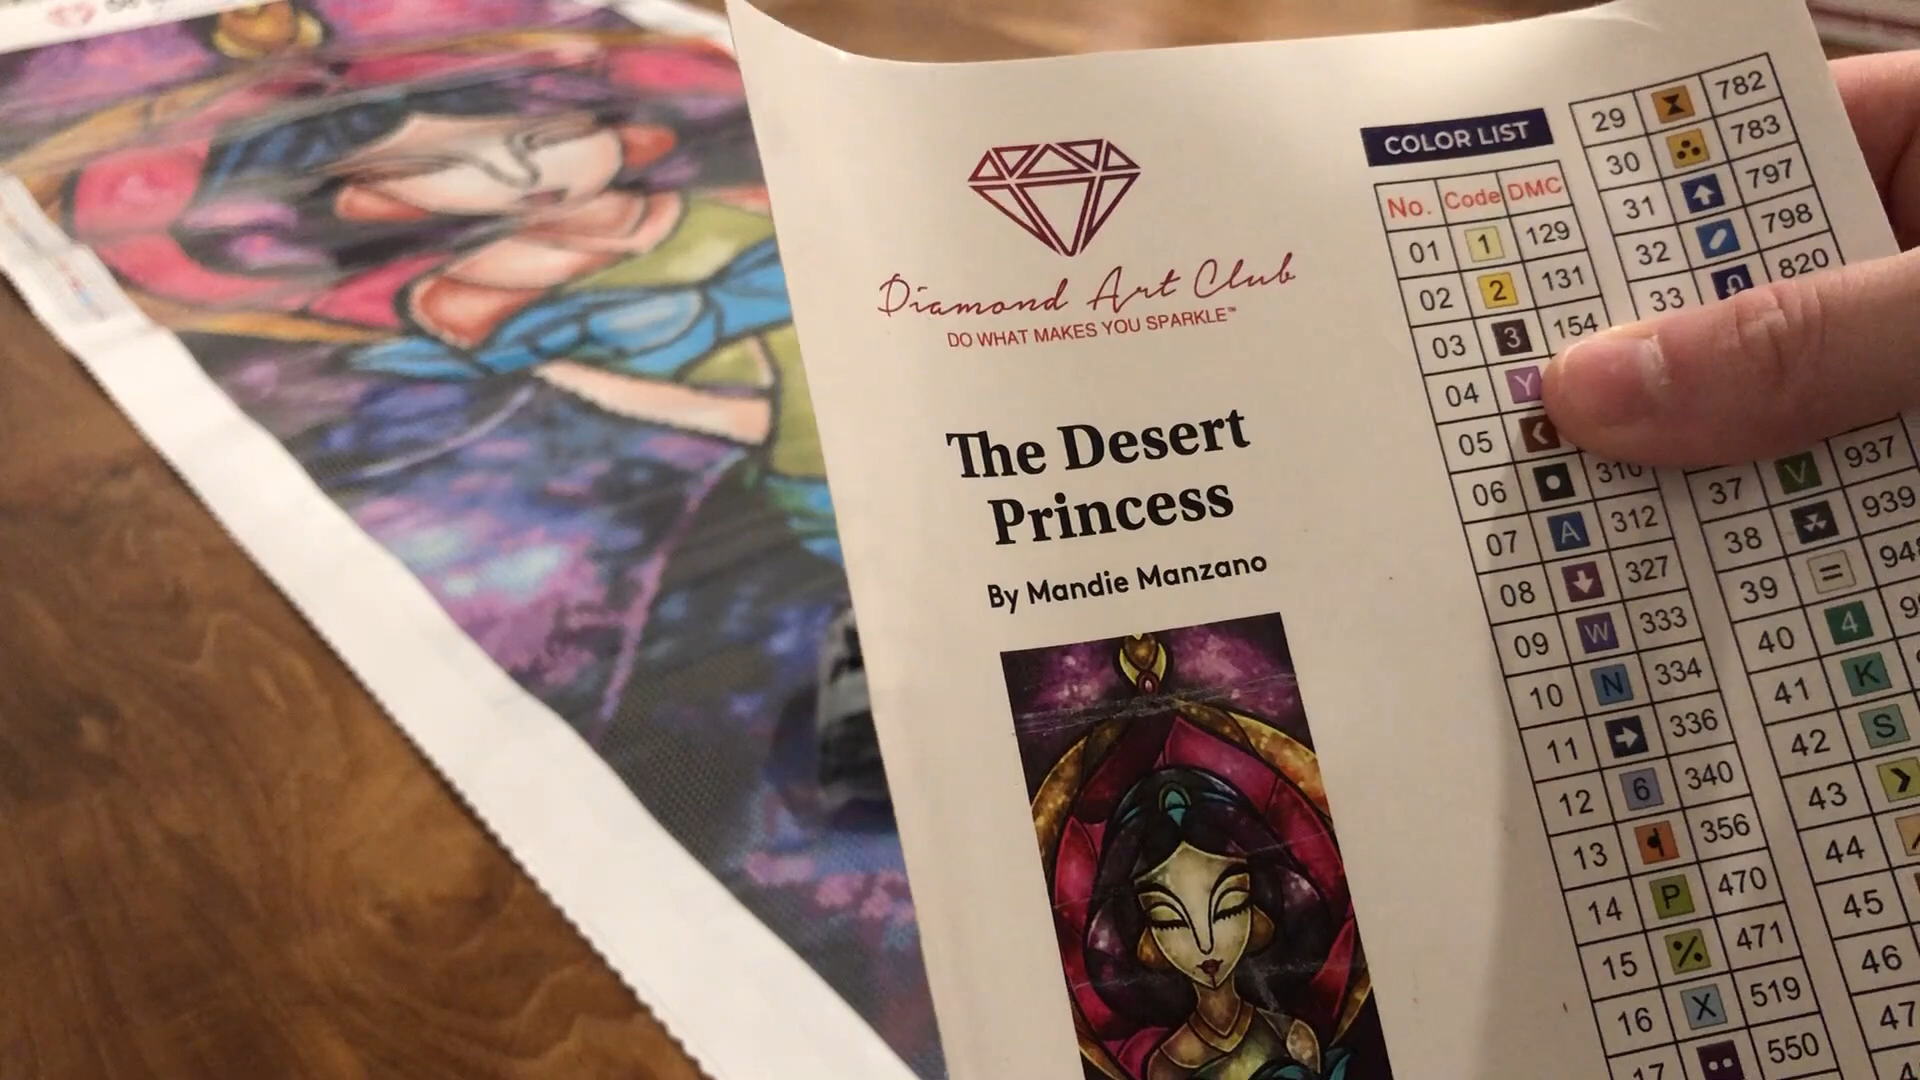 Diamond Art Club
DO WHAT MAKES YOU SPARKLE™
The Desert
Princess
By Mandie Manzano
COLOR LIST
No. Code DMC
01 1 129
02 2 131
03 3 154
04 Y
05
06 310
07 A 312
08 327
09 W 333
10 N 334
11 336
12 6 340
13 356
14 P 470
15 % 471
16 X 519
17 550
29 782
30 783
31 797
32 798
33 820
37 V 937
38 939
39 =
40 4
41 K
42 S
43
44
45
46
47